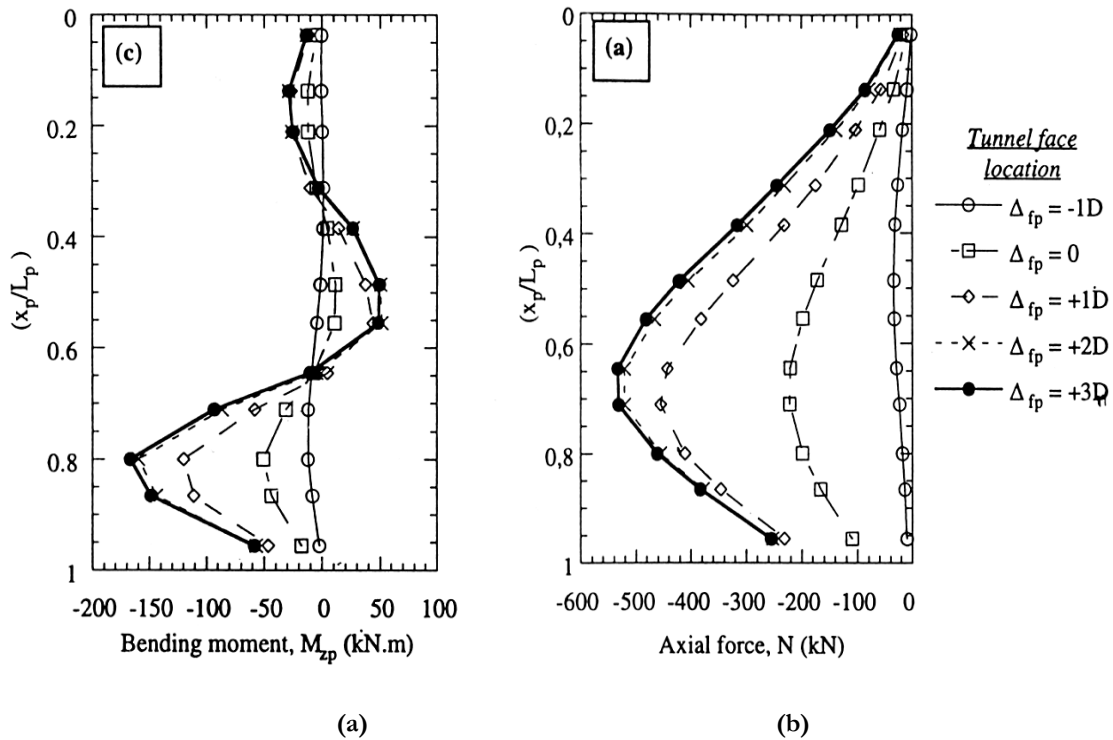 (c)
0
0.2
0.4
0.6
0.8
1
(x_p/L_p)
-200 -150 -100 -50 0 50 100
Bending moment, M_zp (kN.m)
(a)
0
0,2
0,4
0,6
0,8
1
(x_p/L_p)
-600 -500 -400 -300 -200 -100 0
Axial force, N (kN)
Tunnel face
location
Δ_fp = -1D
Δ_fp = 0
Δ_fp = +1D
Δ_fp = +2D
Δ_fp = +3D
(a)
(b)